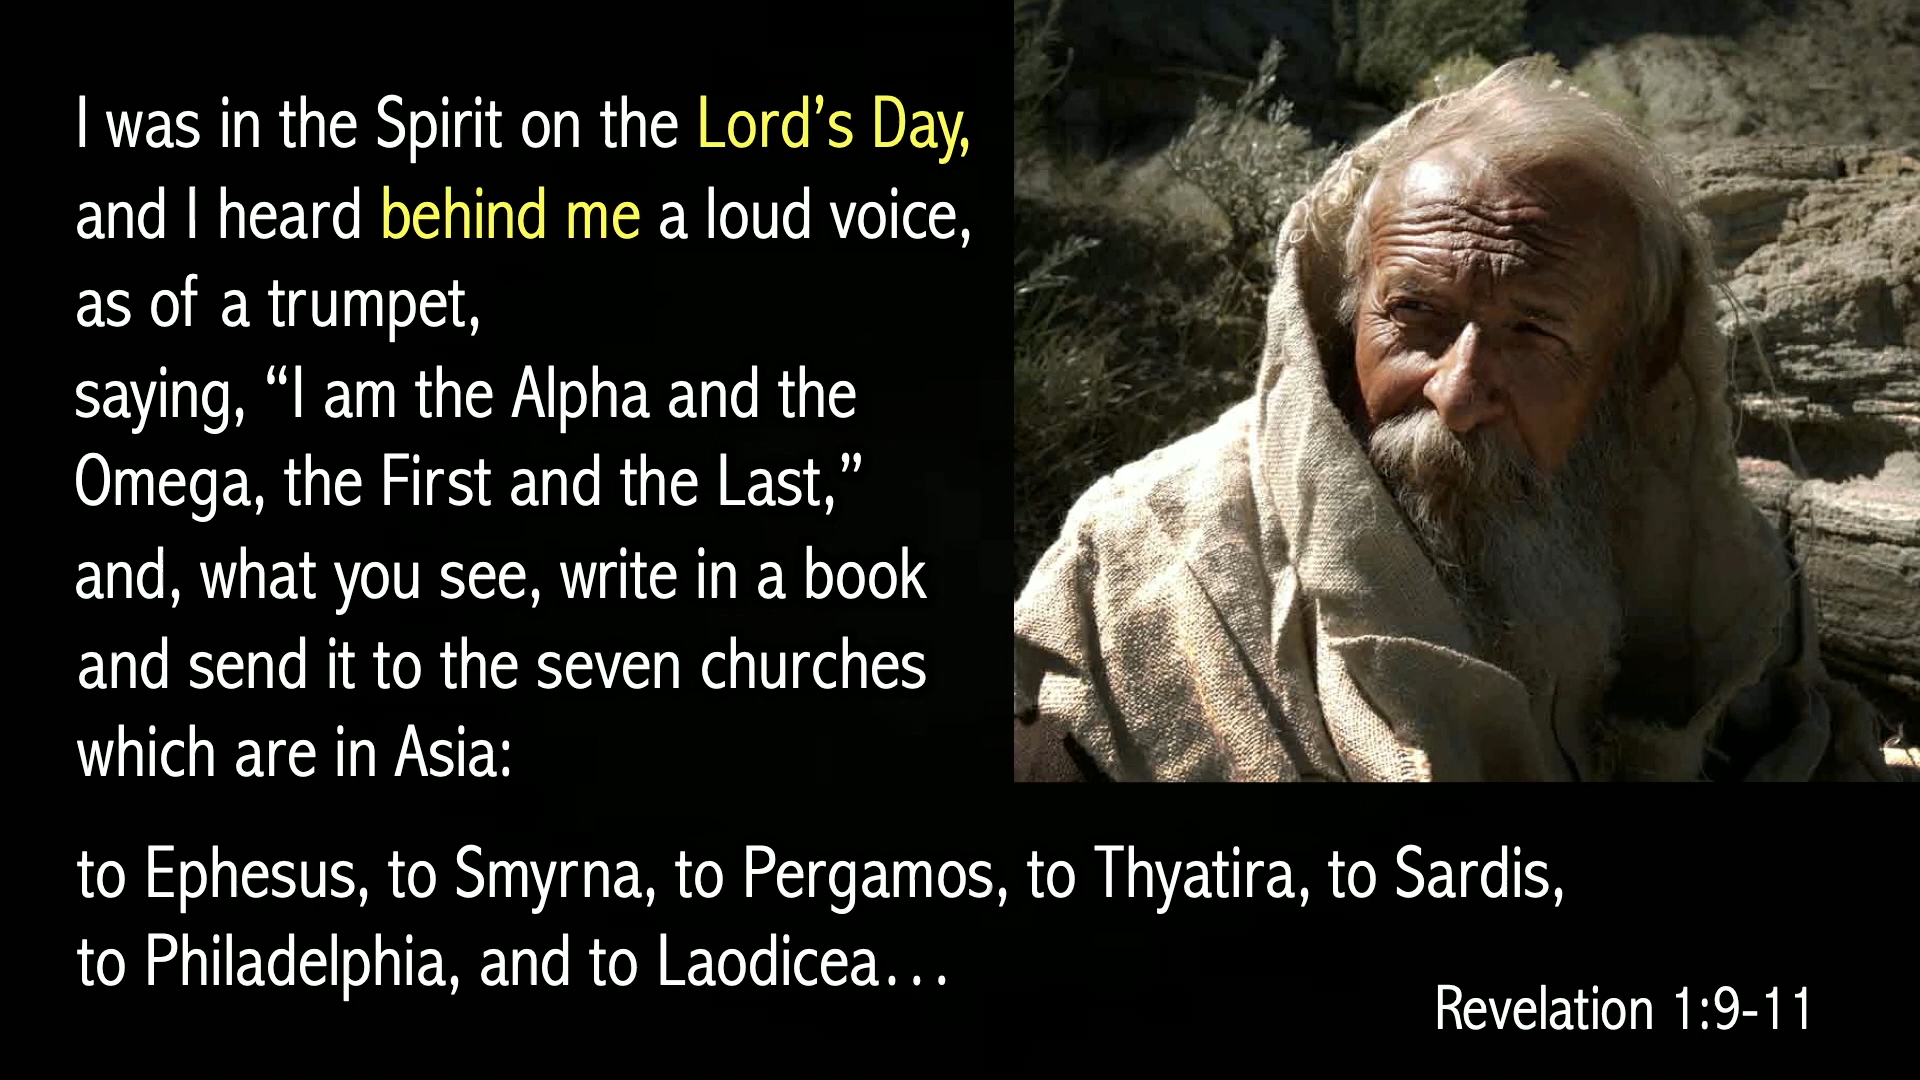 I was in the Spirit on the Lord’s Day,
and I heard behind me a loud voice,
as of a trumpet,
saying, “I am the Alpha and the
Omega, the First and the Last,”
and, what you see, write in a book
and send it to the seven churches
which are in Asia:
to Ephesus, to Smyrna, to Pergamos, to Thyatira, to Sardis,
to Philadelphia, and to Laodicea…
Revelation 1:9-11